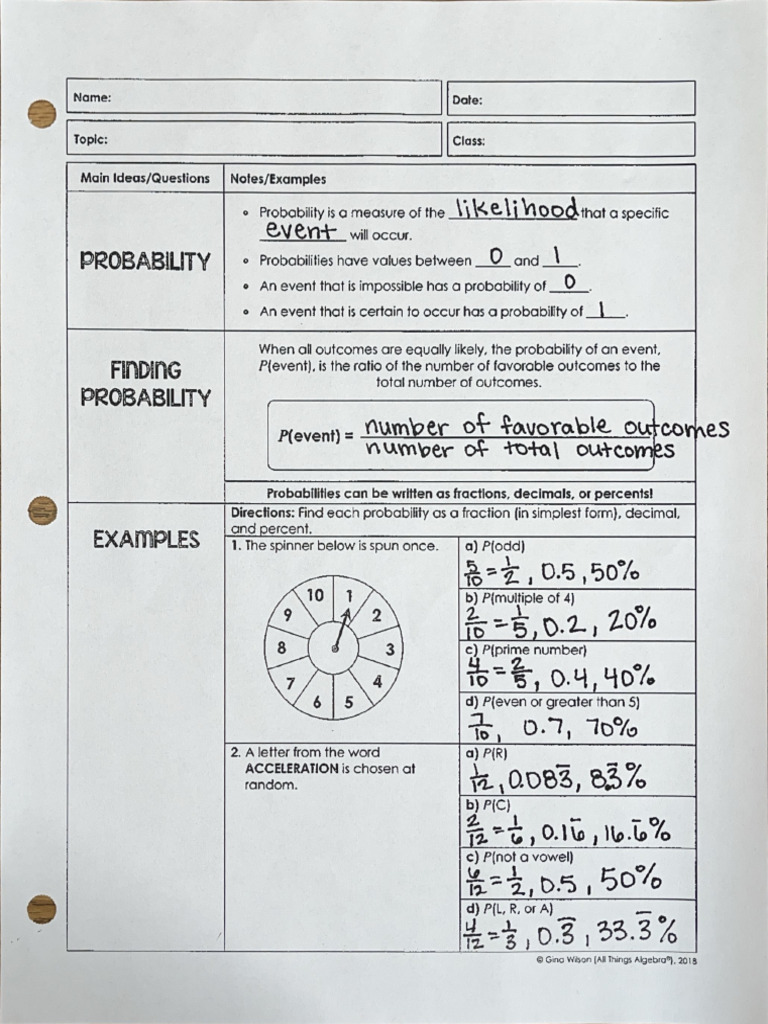 Name:
Date:
Topic:
Class:
Main Ideas/Questions
Notes/Examples
PROBABILITY
• Probability is a measure of the likelihood that a specific
event will occur.
• Probabilities have values between 0 and 1.
• An event that is impossible has a probability of 0.
• An event that is certain to occur has a probability of 1.
FINDING
PROBABILITY
When all outcomes are equally likely, the probability of an event,
P(event), is the ratio of the number of favorable outcomes to the
total number of outcomes.
P(event) = number of favorable outcomes
number of total outcomes
Probabilities can be written as fractions, decimals, or percents!
EXAMPLES
Directions: Find each probability as a fraction (in simplest form), decimal,
and percent.
1. The spinner below is spun once.
10
1
9
2
8
3
7
4
6
5
a) P(odd)
5/10 = 1/2, 0.5, 50%
b) P(multiple of 4)
2/10 = 1/5, 0.2, 20%
c) P(prime number)
4/10 = 2/5, 0.4, 40%
d) P(even or greater than 5)
7/10, 0.7, 70%
2. A letter from the word
ACCELERATION is chosen at
random.
a) P(R)
1/12, 0.083̅, 8.3̅%
b) P(C)
2/12 = 1/6, 0.16̅, 16.6̅%
c) P(not a vowel)
6/12 = 1/2, 0.5, 50%
d) P(L, R, or A)
4/12 = 1/3, 0.3̅, 33.3̅%
© Gina Wilson (All Things Algebra®), 2018